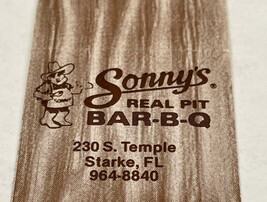 Sonny's®
REAL PIT
BAR-B-Q
230 S. Temple
Starke, FL
964-8840